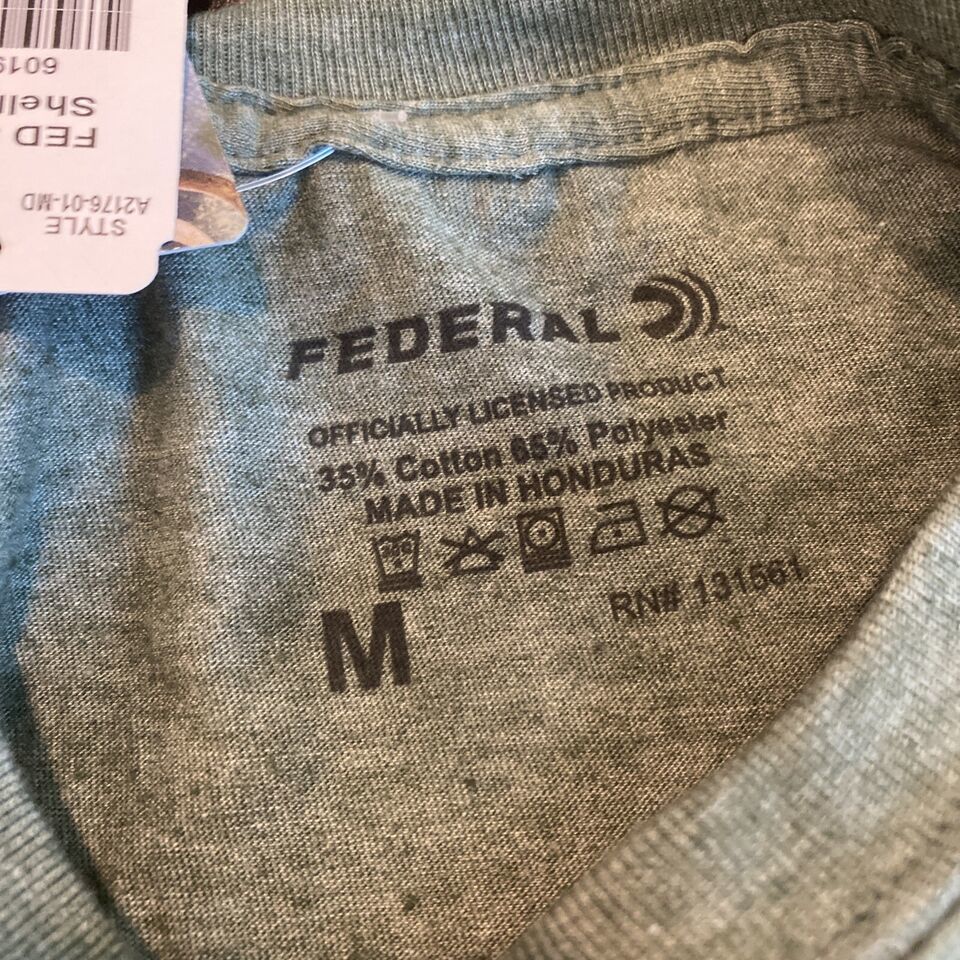 6019
Shell
FED
A2176-01-MD
STYLE
FEDERAL
OFFICIALLY LICENSED PRODUCT
35% Cotton 65% Polyester
MADE IN HONDURAS
M
RN# 131561